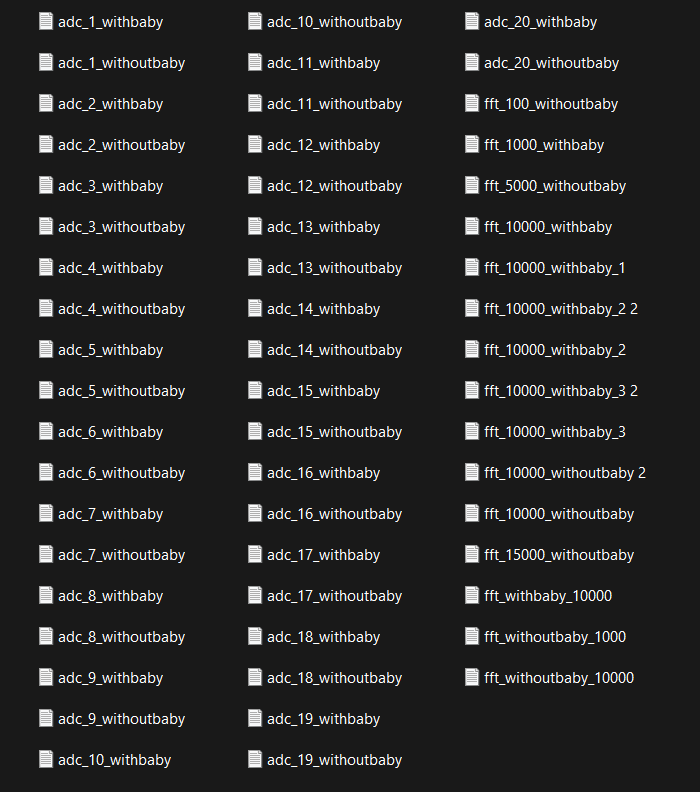 adc_1_withbaby
adc_1_withoutbaby
adc_2_withbaby
adc_2_withoutbaby
adc_3_withbaby
adc_3_withoutbaby
adc_4_withbaby
adc_4_withoutbaby
adc_5_withbaby
adc_5_withoutbaby
adc_6_withbaby
adc_6_withoutbaby
adc_7_withbaby
adc_7_withoutbaby
adc_8_withbaby
adc_8_withoutbaby
adc_9_withbaby
adc_9_withoutbaby
adc_10_withbaby
adc_10_withoutbaby
adc_11_withbaby
adc_11_withoutbaby
adc_12_withbaby
adc_12_withoutbaby
adc_13_withbaby
adc_13_withoutbaby
adc_14_withbaby
adc_14_withoutbaby
adc_15_withbaby
adc_15_withoutbaby
adc_16_withbaby
adc_16_withoutbaby
adc_17_withbaby
adc_17_withoutbaby
adc_18_withbaby
adc_18_withoutbaby
adc_19_withbaby
adc_19_withoutbaby
adc_20_withbaby
adc_20_withoutbaby
fft_100_withoutbaby
fft_1000_withbaby
fft_5000_withoutbaby
fft_10000_withbaby
fft_10000_withbaby_1
fft_10000_withbaby_2 2
fft_10000_withbaby_2
fft_10000_withbaby_3 2
fft_10000_withbaby_3
fft_10000_withoutbaby 2
fft_10000_withoutbaby
fft_15000_withoutbaby
fft_withbaby_10000
fft_withoutbaby_1000
fft_withoutbaby_10000